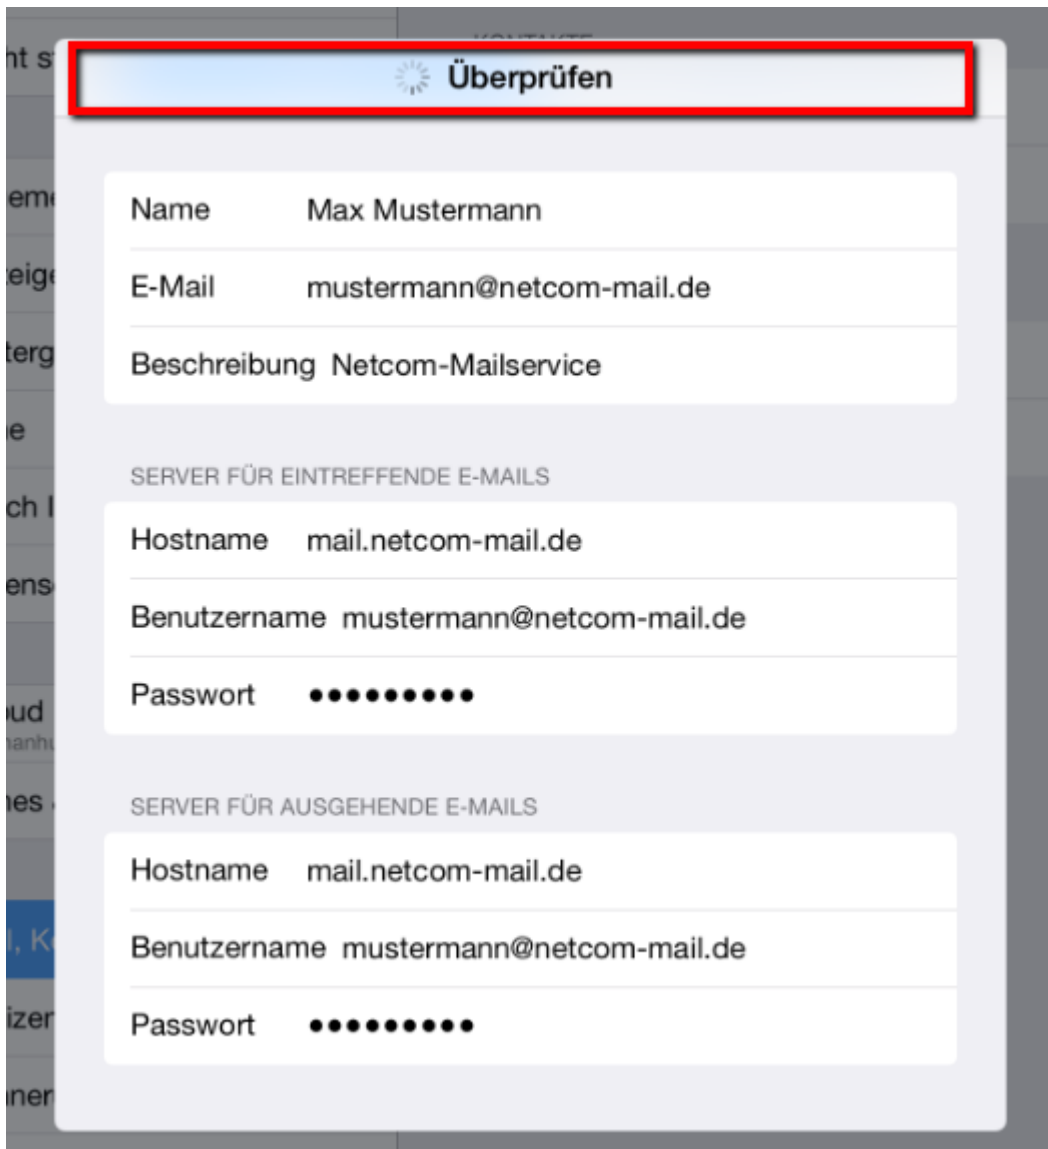 KONTAKTE
Überprüfen
Name Max Mustermann
E-Mail mustermann@netcom-mail.de
Beschreibung Netcom-Mailservice
SERVER FÜR EINTREFFENDE E-MAILS
Hostname mail.netcom-mail.de
Benutzername mustermann@netcom-mail.de
Passwort ●●●●●●●●●
SERVER FÜR AUSGEHENDE E-MAILS
Hostname mail.netcom-mail.de
Benutzername mustermann@netcom-mail.de
Passwort ●●●●●●●●●